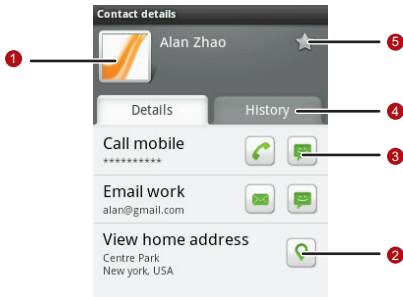 Contact details
Alan Zhao
1
5
Details
History
4
Call mobile
**********
3
Email work
alan@gmail.com
View home address
2
Centre Park
New york, USA